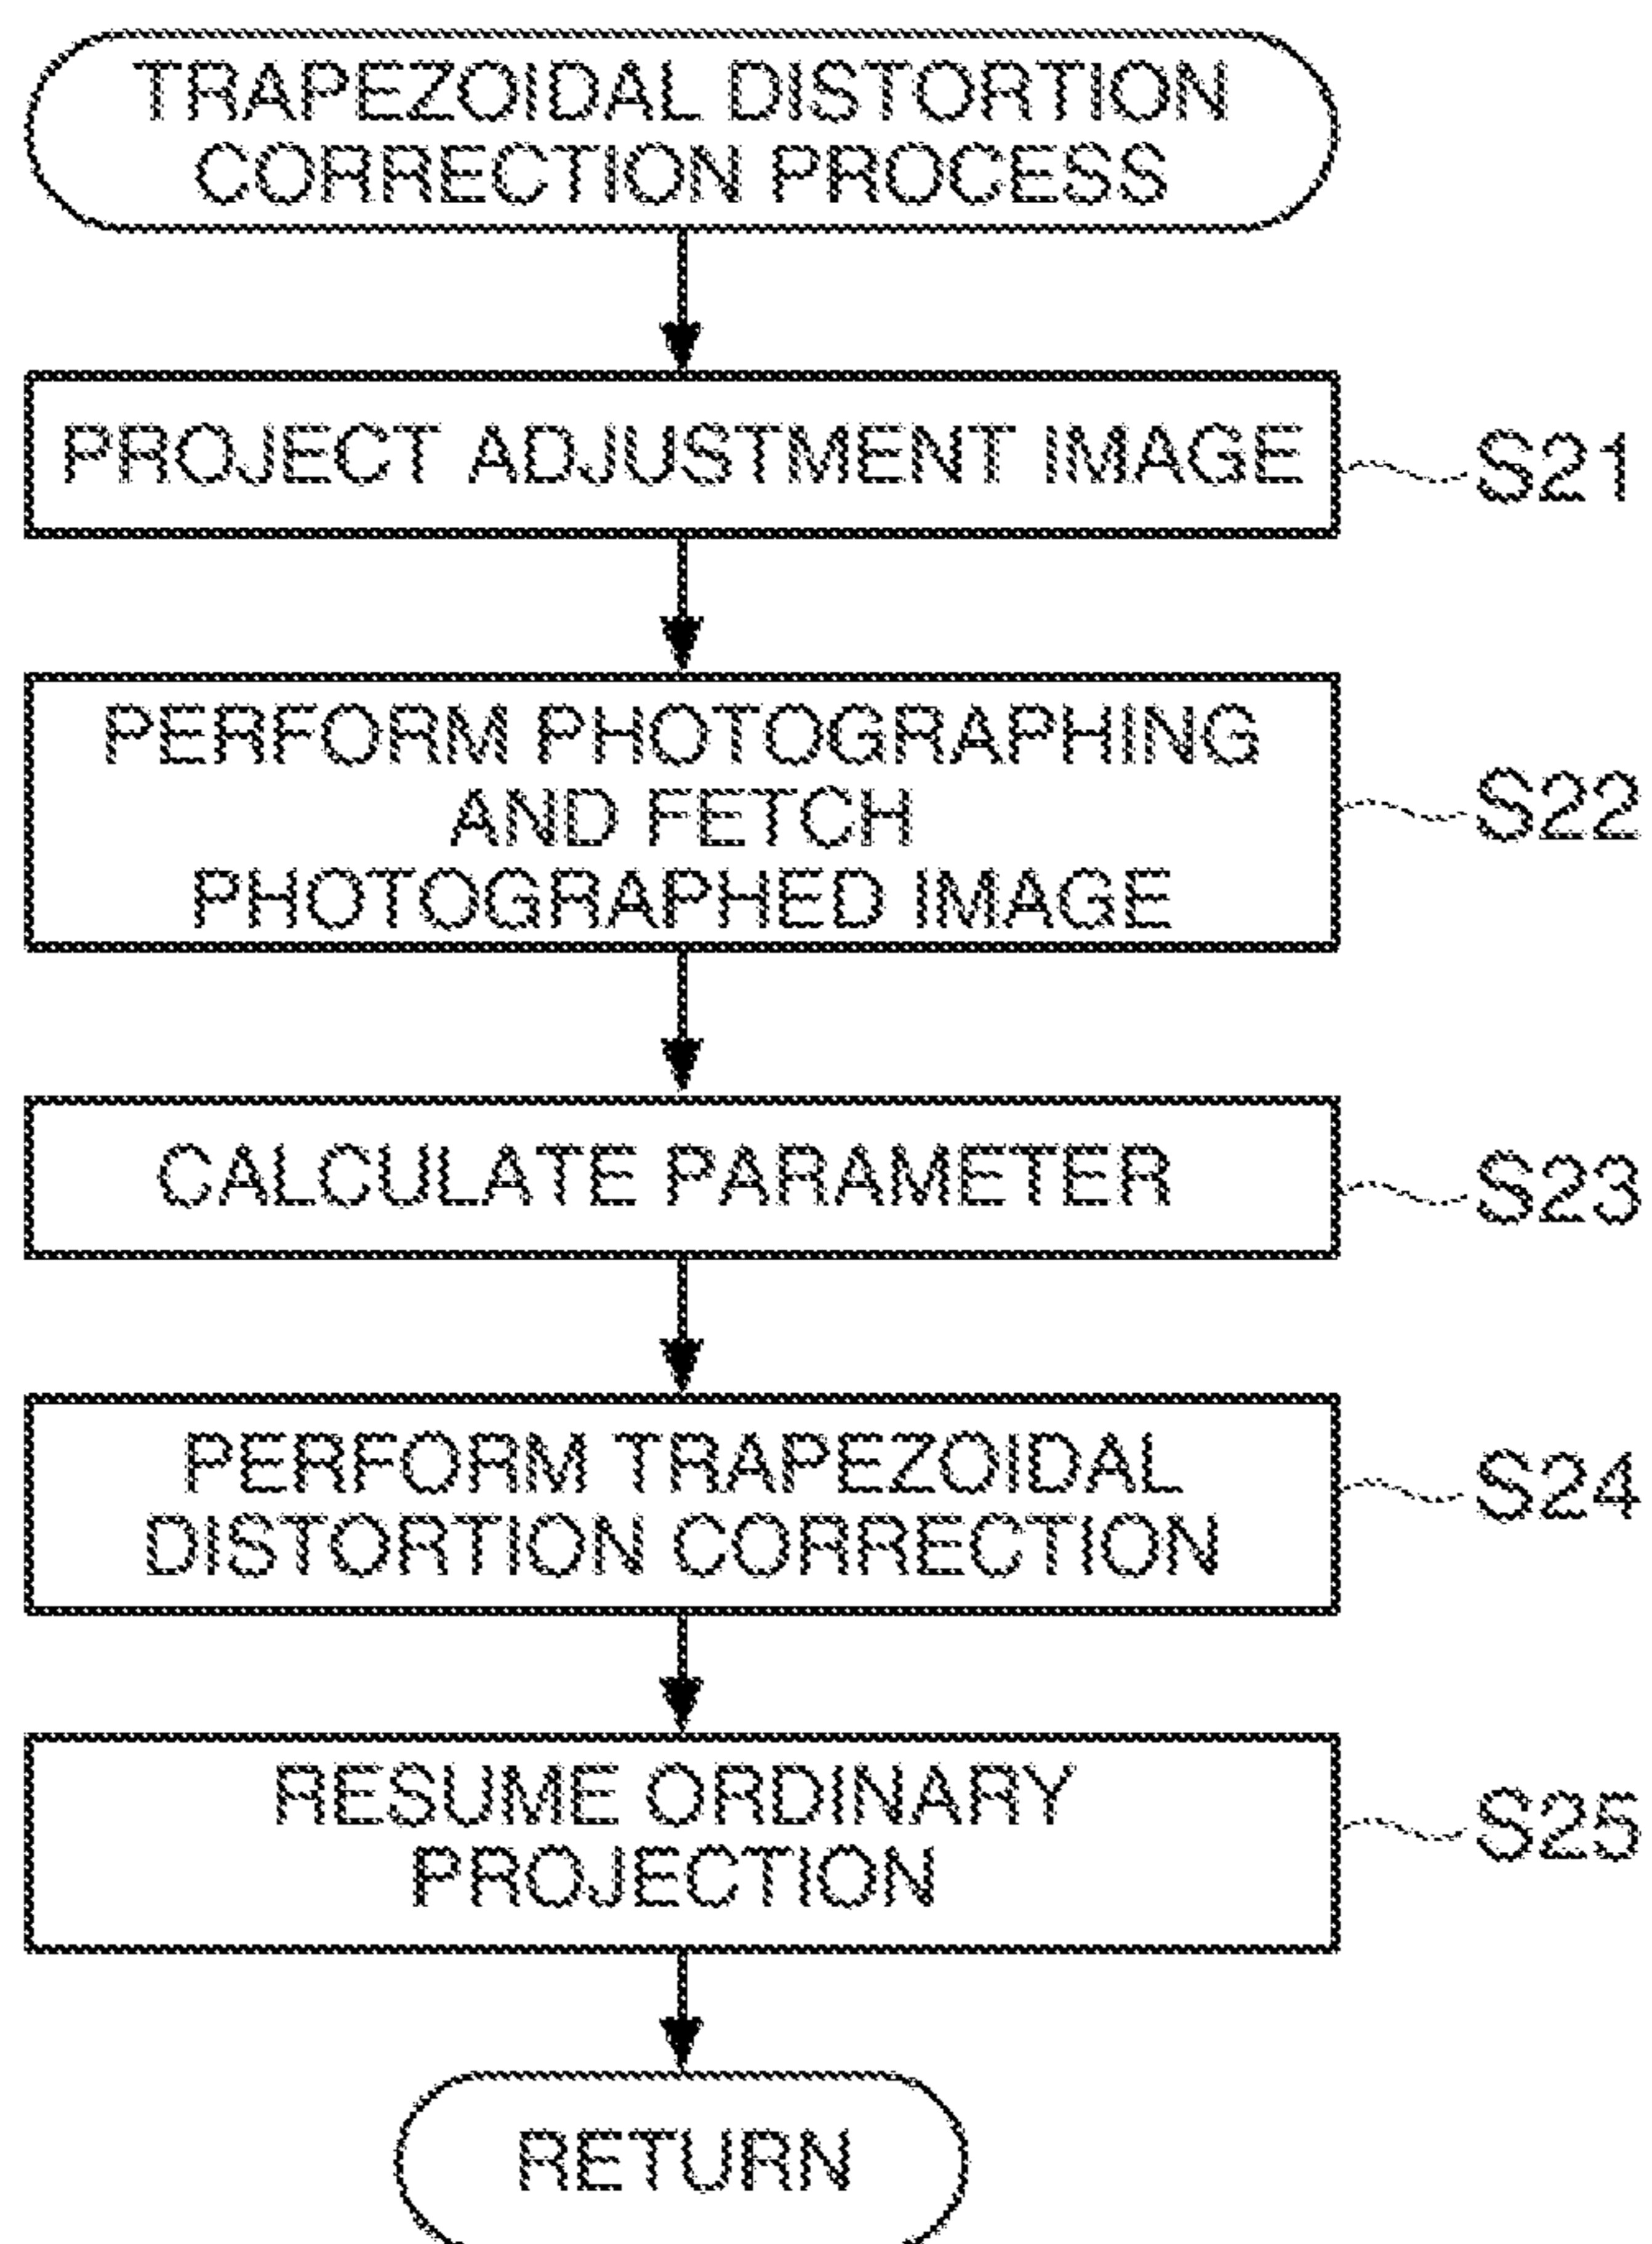 TRAPEZOIDAL DISTORTION
CORRECTION PROCESS
PROJECT ADJUSTMENT IMAGE
S21
PERFORM PHOTOGRAPHING
AND FETCH
PHOTOGRAPHED IMAGE
S22
CALCULATE PARAMETER
S23
PERFORM TRAPEZOIDAL
DISTORTION CORRECTION
S24
RESUME ORDINARY
PROJECTION
S25
RETURN